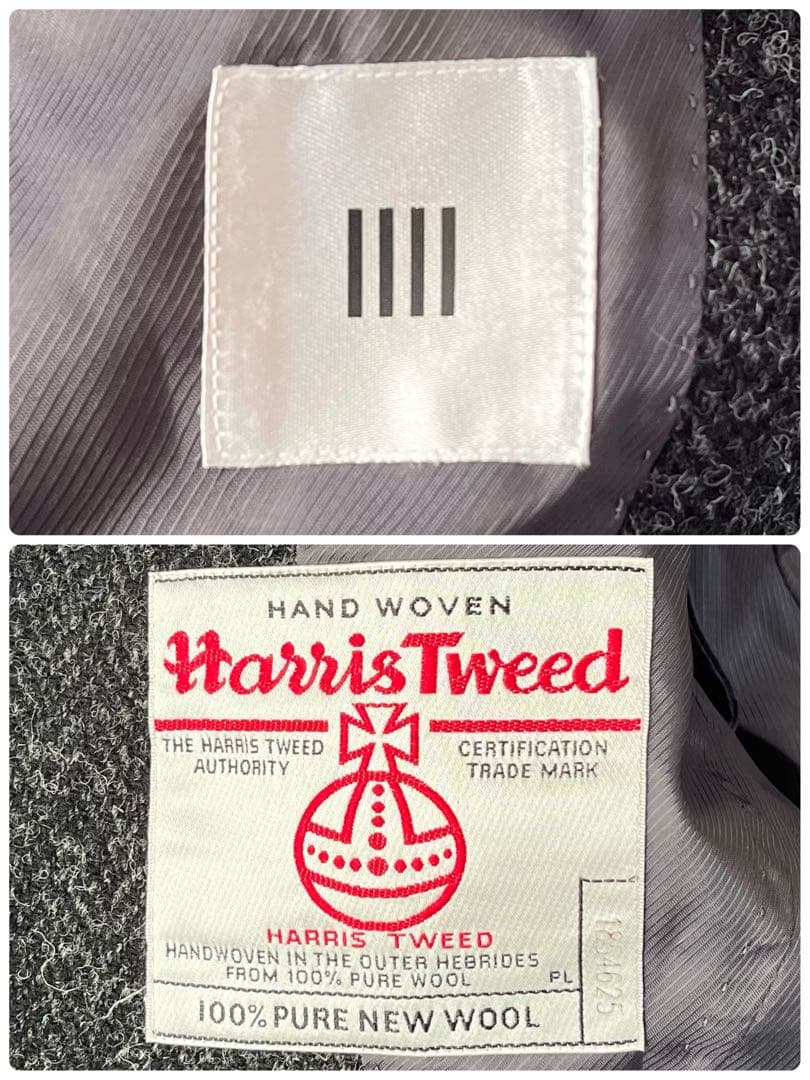 HAND WOVEN
Harris Tweed
THE HARRIS TWEED
AUTHORITY
CERTIFICATION
TRADE MARK
HARRIS TWEED
HANDWOVEN IN THE OUTER HEBRIDES
FROM 100% PURE WOOL
PL
100% PURE NEW WOOL